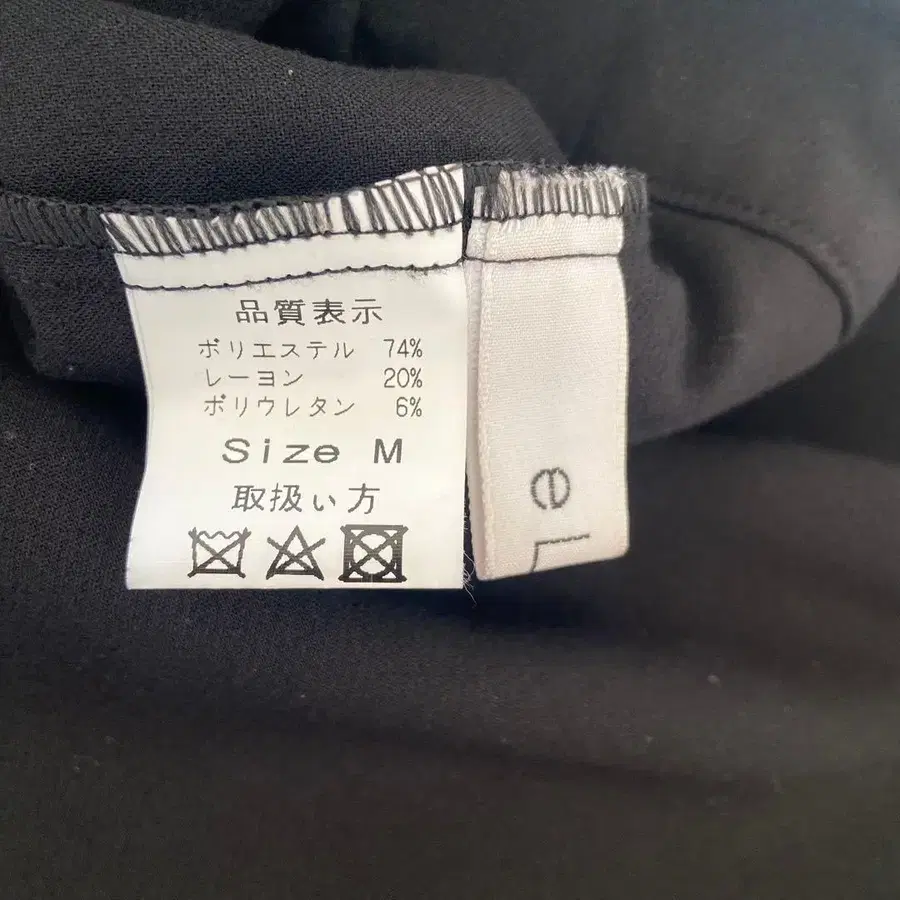 品質表示
ポリエステル 74%
レーヨン 20%
ポリウレタン 6%
Size M
取扱い方